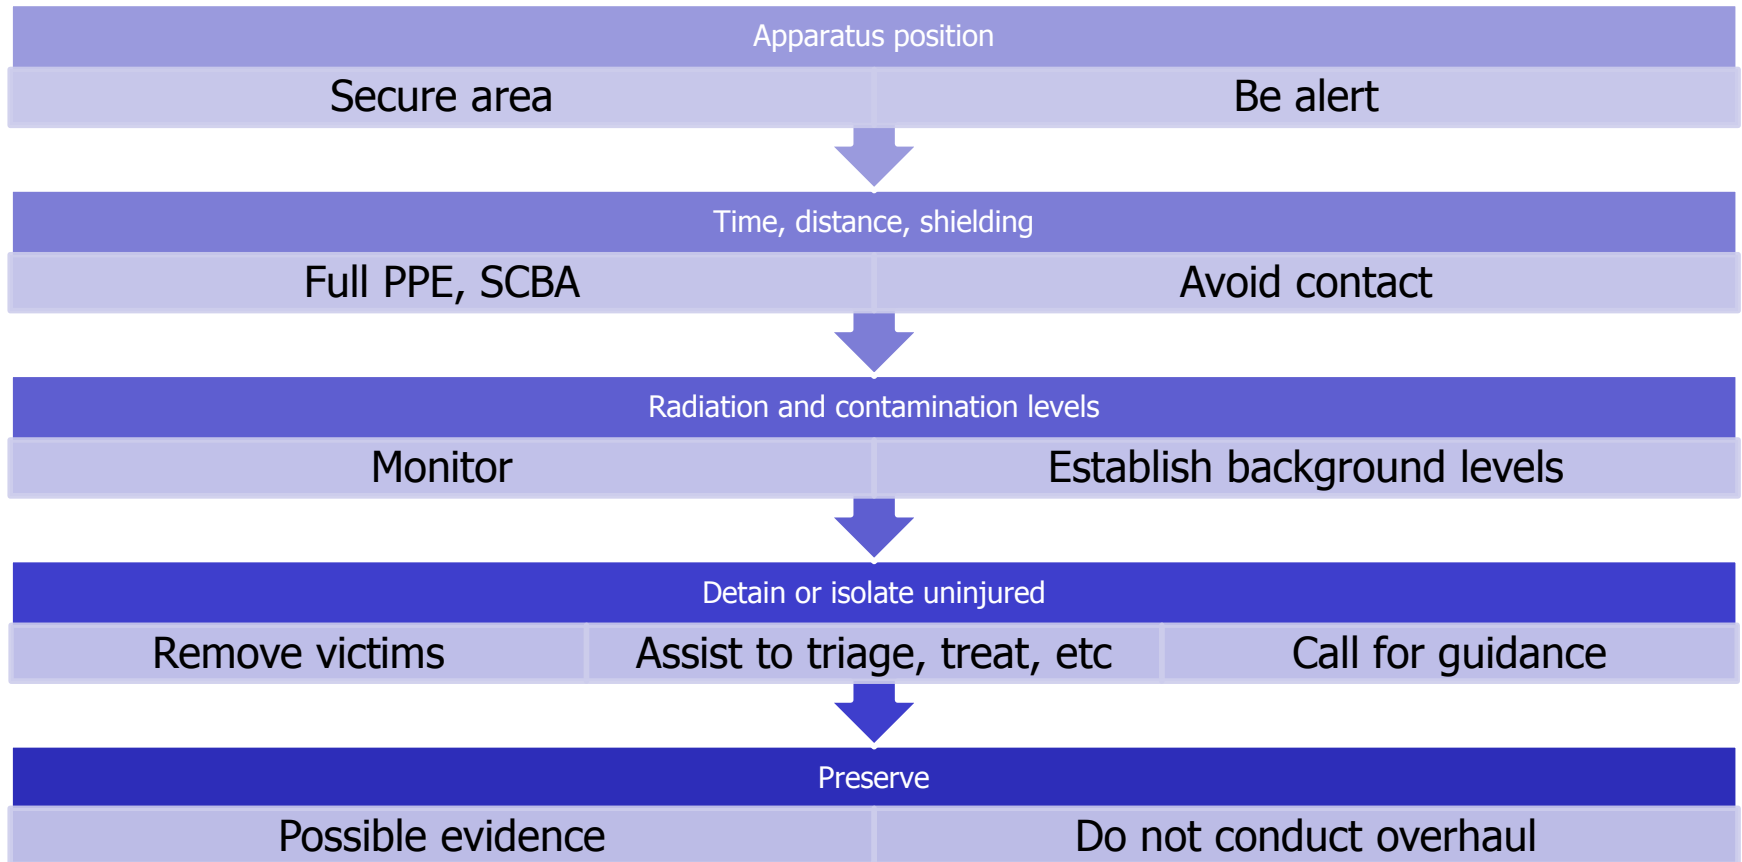 Apparatus position
Secure area
Be alert
Time, distance, shielding
Full PPE, SCBA
Avoid contact
Radiation and contamination levels
Monitor
Establish background levels
Detain or isolate uninjured
Remove victims
Assist to triage, treat, etc
Call for guidance
Preserve
Possible evidence
Do not conduct overhaul